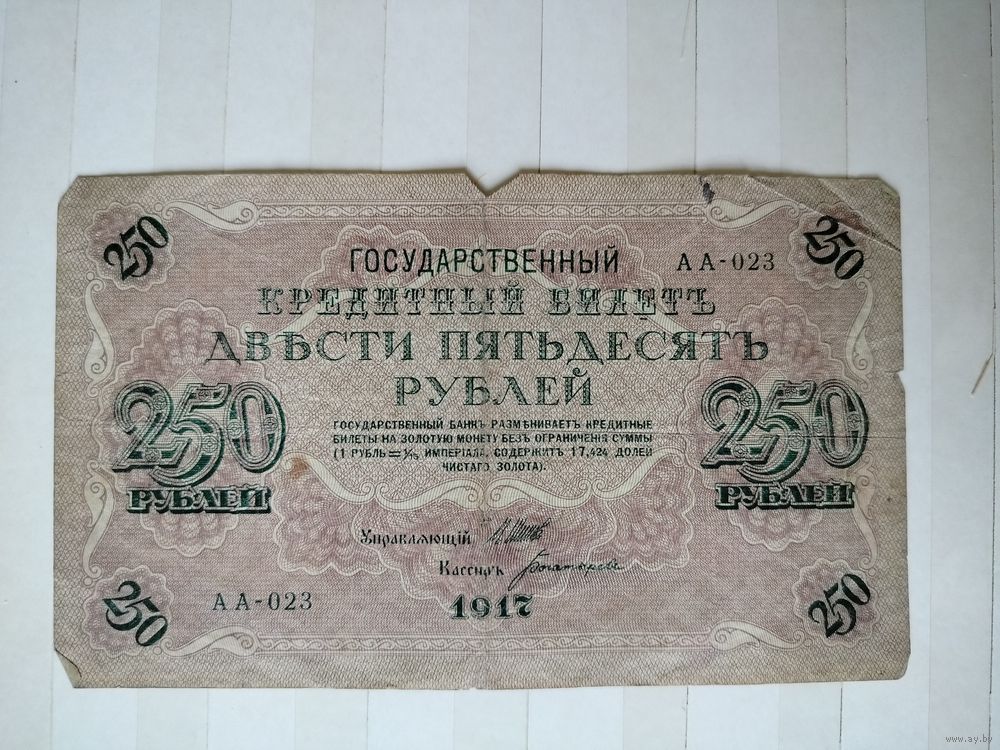 250 250
ГОСУДАРСТВЕННЫЙ АА-023
КРЕДИТНЫЙ БИЛЕТЪ
ДВѢСТИ ПЯТЬДЕСЯТЪ
РУБЛЕЙ
250 250
РУБЛЕЙ РУБЛЕЙ
ГОСУДАРСТВЕННЫЙ БАНКЪ РАЗМѢНИВАЕТЪ КРЕДИТНЫЕ
БИЛЕТЫ НА ЗОЛОТУЮ МОНЕТУ БЕЗЪ ОГРАНИЧЕНІЯ СУММЫ
(1 РУБЛЬ = 1/15 ИМПЕРІАЛА, СОДЕРЖИТЪ 17,424 ДОЛЕЙ
ЧИСТАГО ЗОЛОТА).
Управляющій
Кассиръ Богатыревъ
250 АА-023 1917 250
www.ay.by